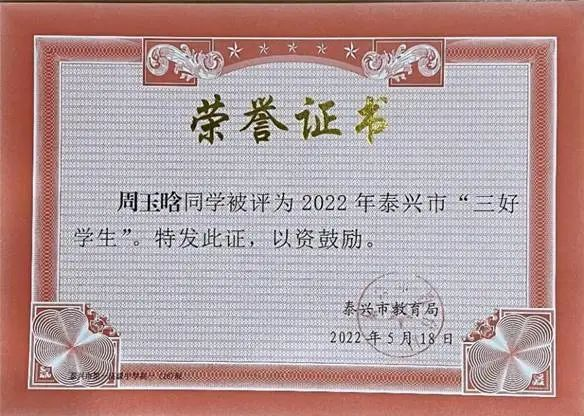 荣誉证书
周玉晗同学被评为2022年泰兴市“三好
学生”。特发此证，以资鼓励。
泰兴市教育局
2022年5月18日